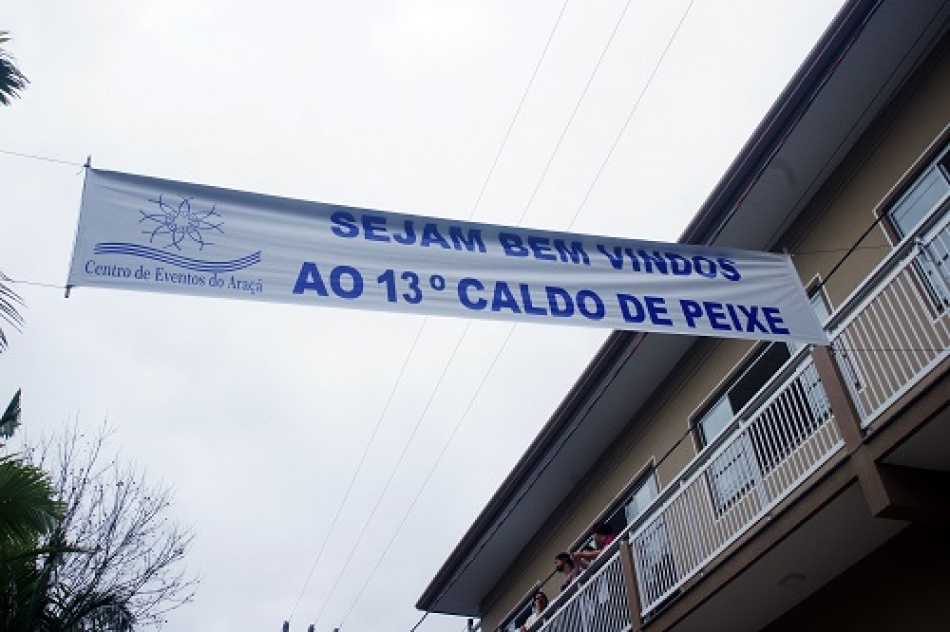 SEJAM BEM VINDOS
AO 13º CALDO DE PEIXE
Centro de Eventos do Araçá